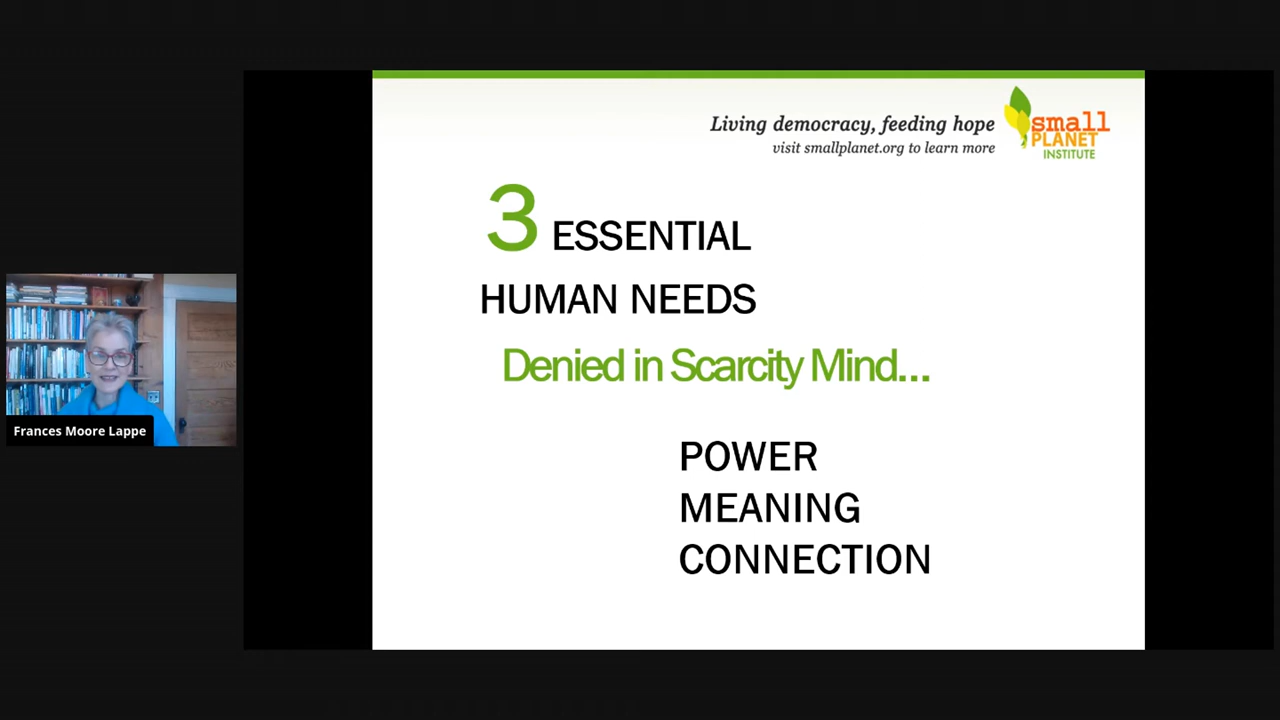 Living democracy, feeding hope
visit smallplanet.org to learn more
small
PLANET
INSTITUTE
3 ESSENTIAL
HUMAN NEEDS
Denied in Scarcity Mind...
POWER
MEANING
CONNECTION
Frances Moore Lappe